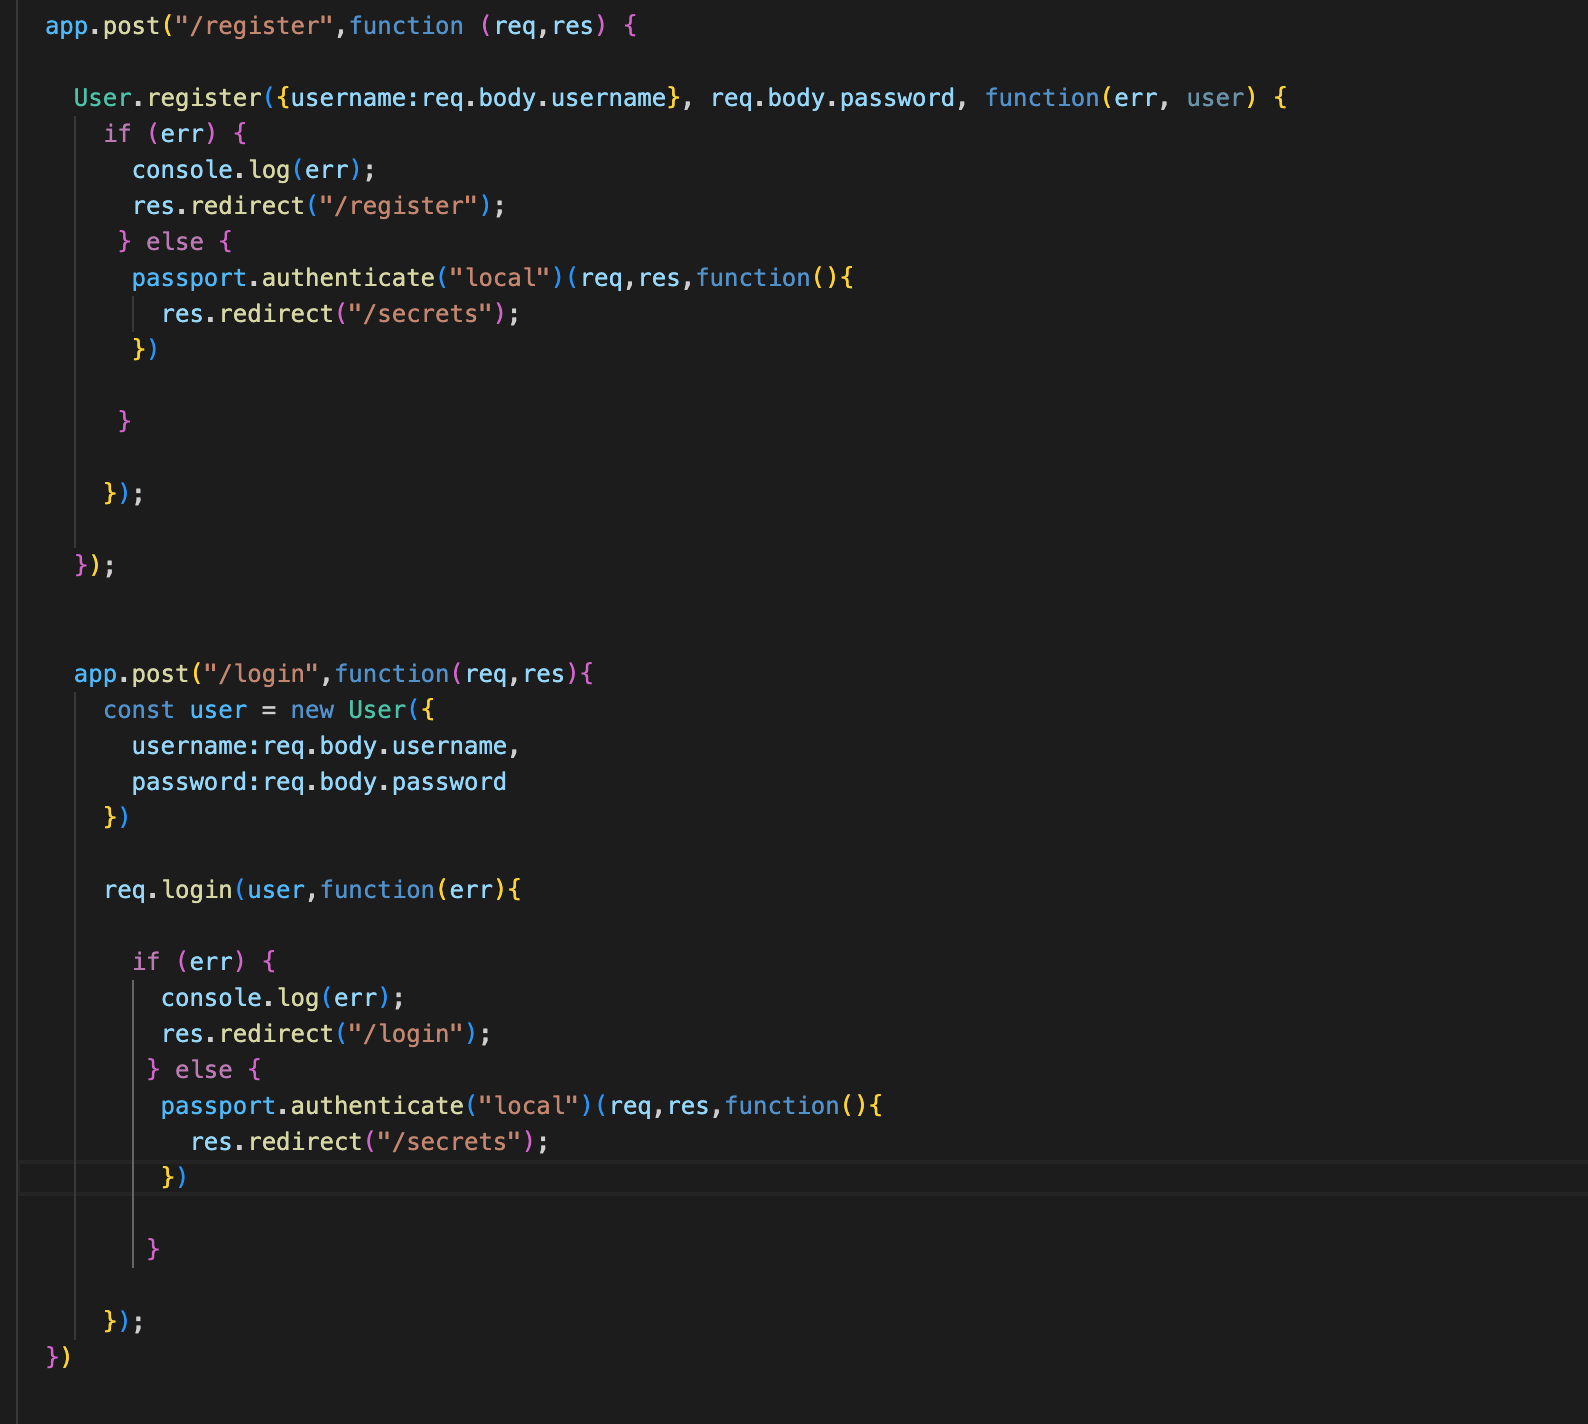 app.post("/register",function (req,res) {
User.register({username:req.body.username}, req.body.password, function(err, user) {
if (err) {
console.log(err);
res.redirect("/register");
} else {
passport.authenticate("local")(req,res,function(){
res.redirect("/secrets");
})
}
});
});
app.post("/login",function(req,res){
const user = new User({
username:req.body.username,
password:req.body.password
})
req.login(user,function(err){
if (err) {
console.log(err);
res.redirect("/login");
} else {
passport.authenticate("local")(req,res,function(){
res.redirect("/secrets");
})
}
});
})